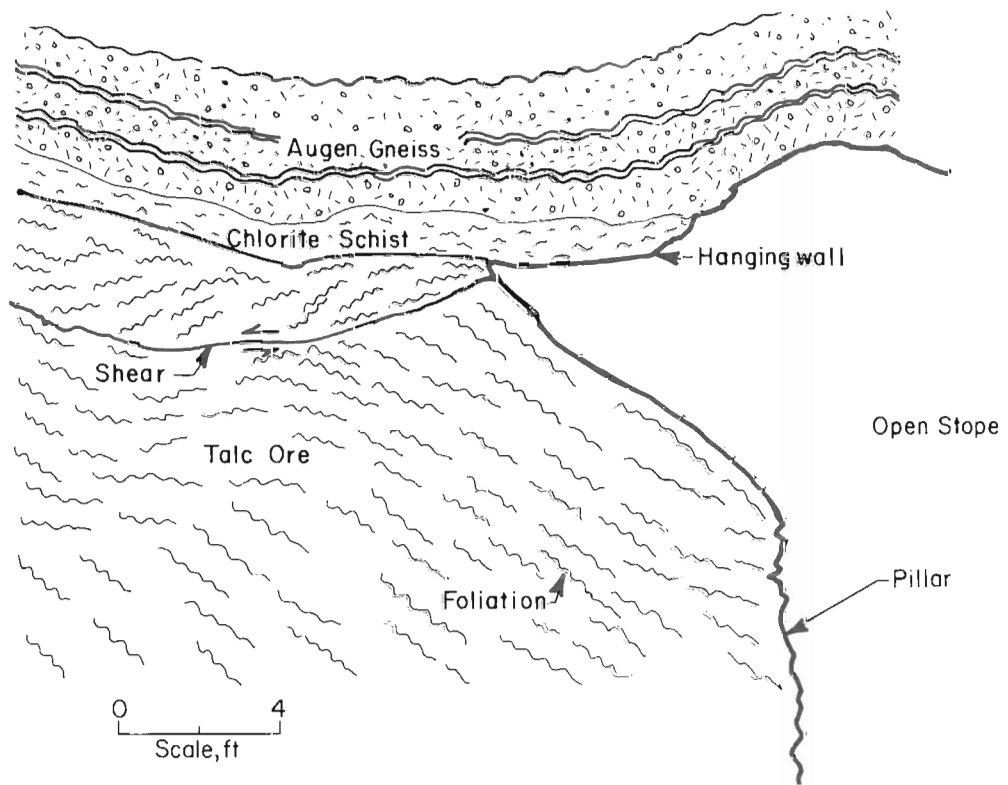 Augen Gneiss
Chlorite Schist
Hanging wall
Shear
Open Stope
Talc Ore
Pillar
Foliation
0 4
Scale, ft